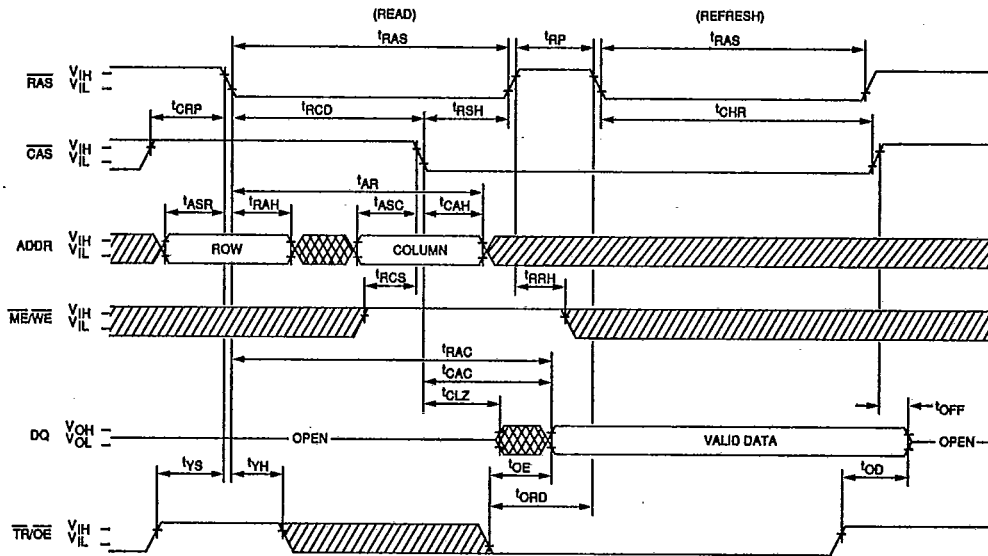 (READ) (REFRESH)
tRAS tRP tRAS
RAS VIH VIL
tCRP tRCD tRSH tCHR
CAS VIH VIL
tAR
tASR tRAH tASC tCAH
ADDR VIH VIL ROW COLUMN
tRCS tRRH
ME/WE VIH VIL
tRAC
tCAC
tCLZ tOFF
DQ VOH VOL OPEN VALID DATA OPEN
tYS tYH tOE tOD
tORD
TR/OE VIH VIL